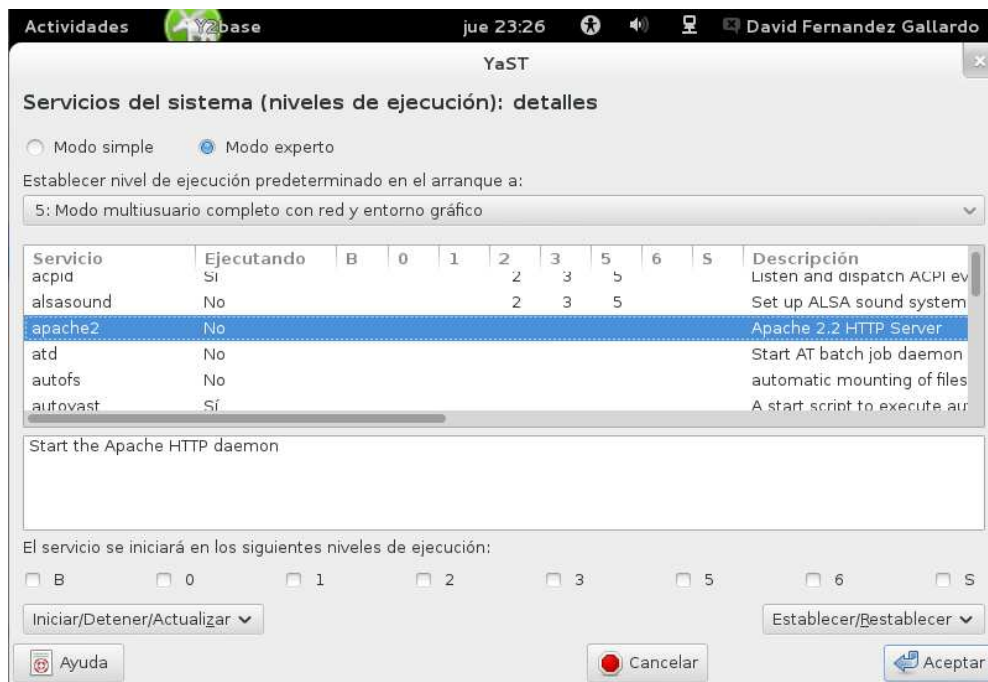 Actividades Y2base jue 23:26 David Fernandez Gallardo
YaST
Servicios del sistema (niveles de ejecución): detalles
Modo simple Modo experto
Establecer nivel de ejecución predeterminado en el arranque a:
5: Modo multiusuario completo con red y entorno gráfico
Servicio Ejecutando B 0 1 2 3 5 6 S Descripción
acpid Sí 2 3 5 Listen and dispatch ACPI ev
alsasound No 2 3 5 Set up ALSA sound system
apache2 No Apache 2.2 HTTP Server
atd No Start AT batch job daemon
autofs No automatic mounting of files
autoyast Sí A start script to execute au
Start the Apache HTTP daemon
El servicio se iniciará en los siguientes niveles de ejecución:
B 0 1 2 3 5 6 S
Iniciar/Detener/Actualizar Establecer/Restablecer
Ayuda Cancelar Aceptar